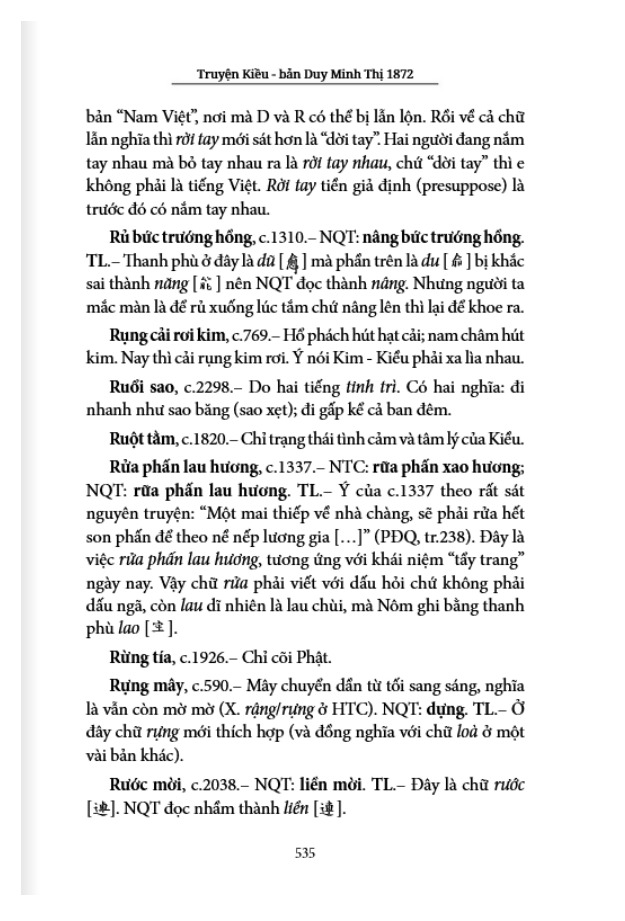 Truyện Kiều - bản Duy Minh Thị 1872
bản “Nam Việt”, nơi mà D và R có thể bị lẫn lộn. Rồi về cả chữ
lẫn nghĩa thì rời tay mới sát hơn là “dời tay”. Hai người đang nắm
tay nhau mà bỏ tay nhau ra là rời tay nhau, chứ “dời tay” thì e
không phải là tiếng Việt. Rời tay tiền giả định (presuppose) là
trước đó có nắm tay nhau.
Rủ bức trướng hồng, c.1310.– NQT: nâng bức trướng hồng.
TL.– Thanh phù ở đây là dũ [ ] mà phần trên là du [ ] bị khắc
sai thành năng [ ] nên NQT đọc thành nâng. Nhưng người ta
mắc màn là để rủ xuống lúc tắm chứ nâng lên thì lại để khoe ra.
Rụng cải rơi kim, c.769.– Hổ phách hút hạt cải; nam châm hút
kim. Nay thì cải rụng kim rơi. Ý nói Kim - Kiều phải xa lìa nhau.
Ruổi sao, c.2298.– Do hai tiếng tinh trì. Có hai nghĩa: đi
nhanh như sao băng (sao xẹt); đi gấp kể cả ban đêm.
Ruột tằm, c.1820.– Chỉ trạng thái tình cảm và tâm lý của Kiều.
Rửa phấn lau hương, c.1337.– NTC: rữa phấn xao hương;
NQT: rữa phấn lau hương. TL.– Ý của c.1337 theo rất sát
nguyên truyện: “Một mai thiếp về nhà chàng, sẽ phải rửa hết
son phấn để theo nề nếp lương gia [...]” (PĐQ, tr.238). Đây là
việc rửa phấn lau hương, tương ứng với khái niệm “tẩy trang”
ngày nay. Vậy chữ rửa phải viết với dấu hỏi chứ không phải
dấu ngã, còn lau dĩ nhiên là lau chùi, mà Nôm ghi bằng thanh
phù lao [ ].
Rừng tía, c.1926.– Chỉ cõi Phật.
Rựng mây, c.590.– Mây chuyển dần từ tối sang sáng, nghĩa
là vẫn còn mờ mờ (X. rậng/rựng ở HTC). NQT: dựng. TL.– Ở
đây chữ rựng mới thích hợp (và đồng nghĩa với chữ loà ở một
vài bản khác).
Rước mời, c.2038.– NQT: liền mời. TL.– Đây là chữ rước
[ ]. NQT đọc nhầm thành liền [連].
535